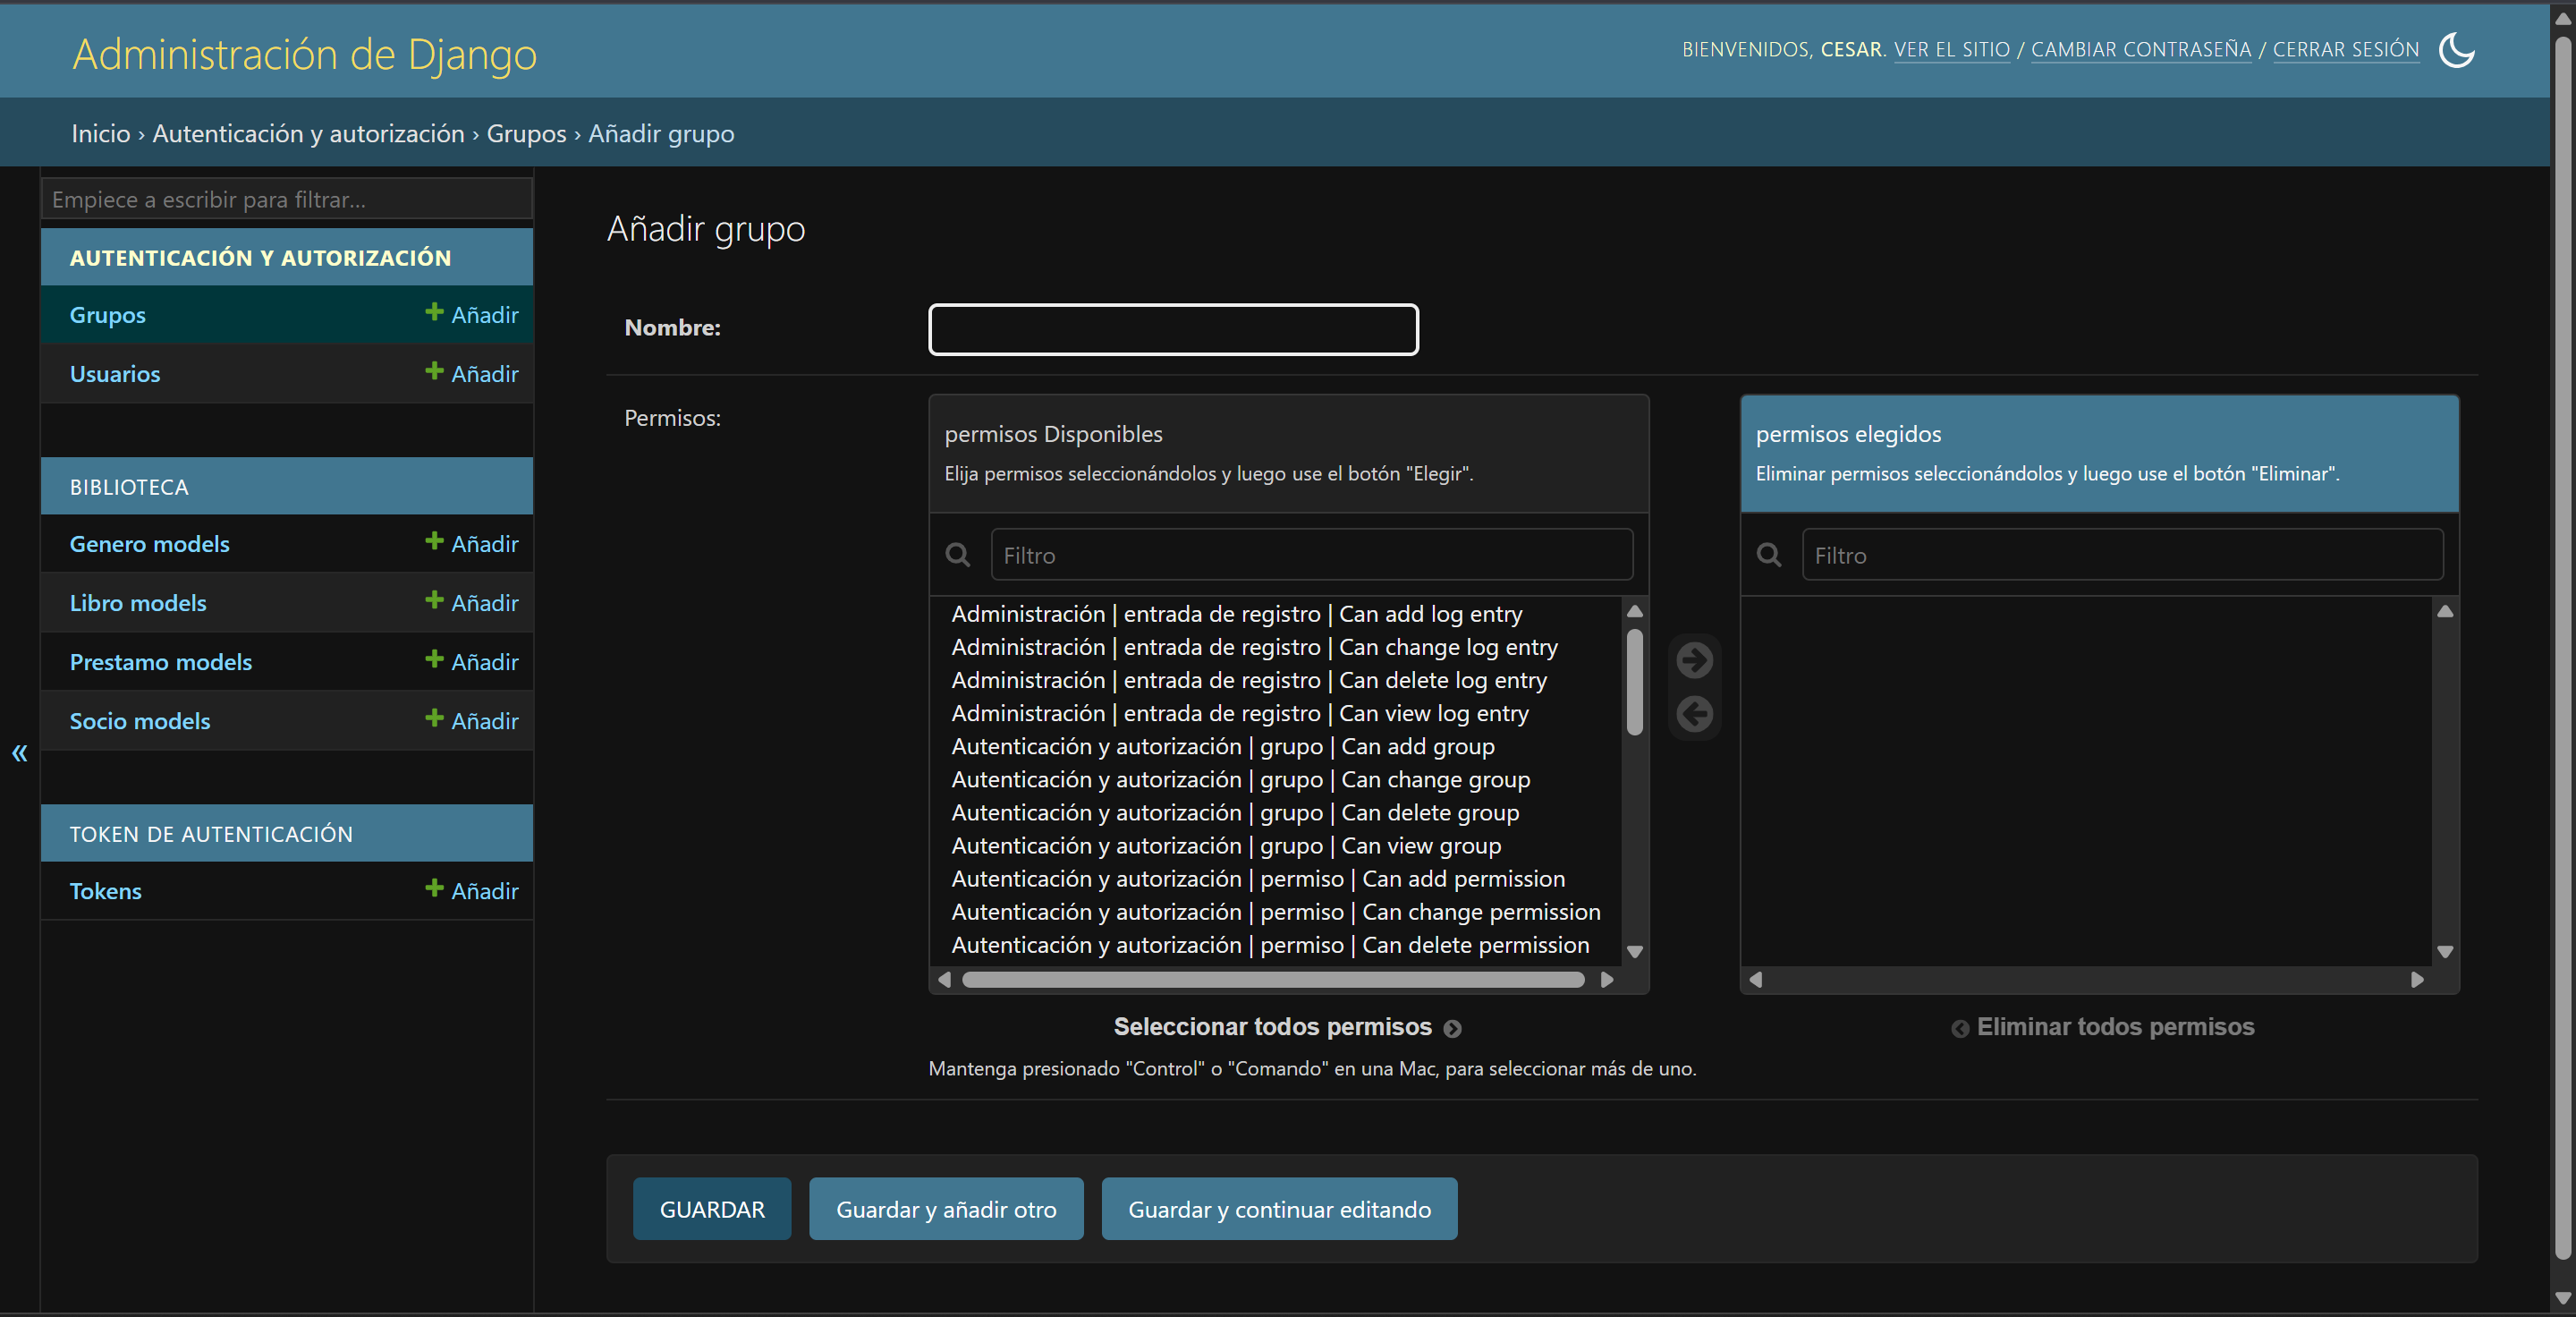 Administración de Django
BIENVENIDOS, CESAR. VER EL SITIO / CAMBIAR CONTRASEÑA / CERRAR SESIÓN
Inicio › Autenticación y autorización › Grupos › Añadir grupo
Empiece a escribir para filtrar...
AUTENTICACIÓN Y AUTORIZACIÓN
Grupos + Añadir
Usuarios + Añadir
BIBLIOTECA
Genero models + Añadir
Libro models + Añadir
Prestamo models + Añadir
Socio models + Añadir
TOKEN DE AUTENTICACIÓN
Tokens + Añadir
«
Añadir grupo
Nombre:
Permisos:
permisos Disponibles
Elija permisos seleccionándolos y luego use el botón "Elegir".
Filtro
Administración | entrada de registro | Can add log entry
Administración | entrada de registro | Can change log entry
Administración | entrada de registro | Can delete log entry
Administración | entrada de registro | Can view log entry
Autenticación y autorización | grupo | Can add group
Autenticación y autorización | grupo | Can change group
Autenticación y autorización | grupo | Can delete group
Autenticación y autorización | grupo | Can view group
Autenticación y autorización | permiso | Can add permission
Autenticación y autorización | permiso | Can change permission
Autenticación y autorización | permiso | Can delete permission
Seleccionar todos permisos
Mantenga presionado "Control" o "Comando" en una Mac, para seleccionar más de uno.
permisos elegidos
Eliminar permisos seleccionándolos y luego use el botón "Eliminar".
Filtro
Eliminar todos permisos
GUARDAR
Guardar y añadir otro
Guardar y continuar editando